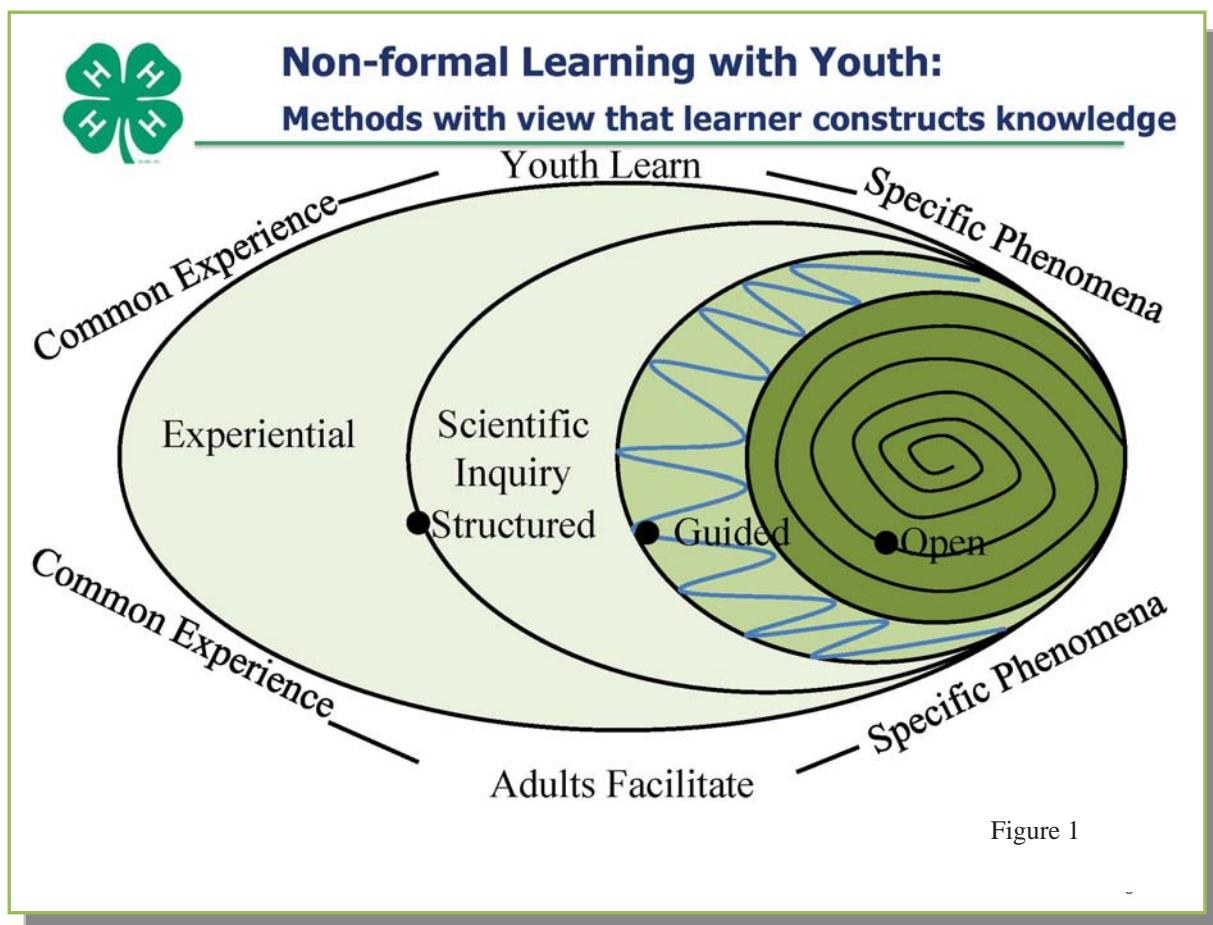 Non-formal Learning with Youth:
Methods with view that learner constructs knowledge
H H
H H
Youth Learn
Common Experience
Specific Phenomena
Experiential
Scientific
Inquiry
Structured
Guided
Open
Common Experience
Specific Phenomena
Adults Facilitate
Figure 1